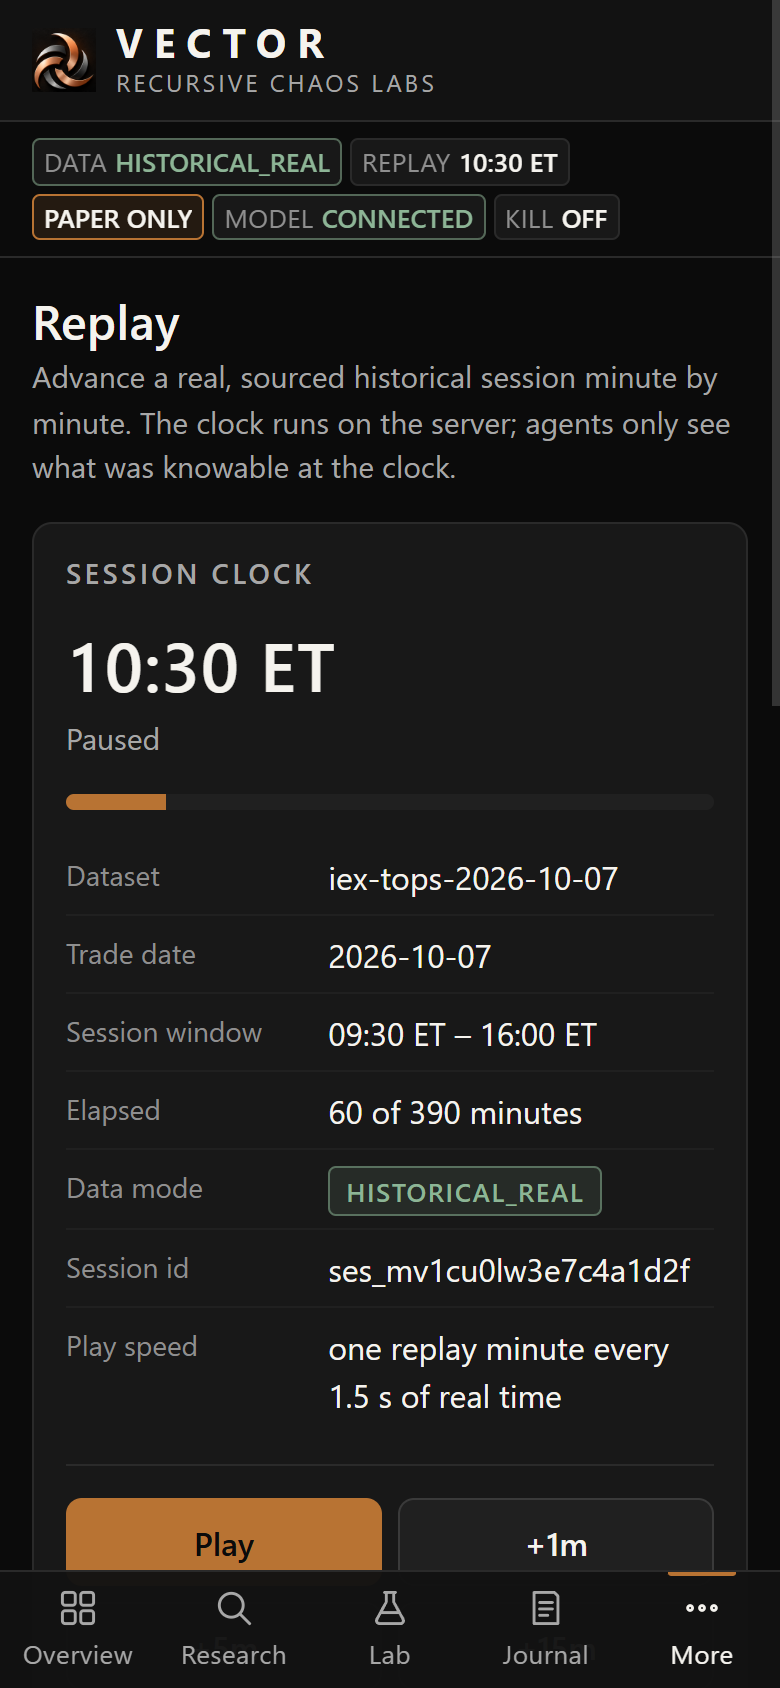 VECTOR
RECURSIVE CHAOS LABS
DATA HISTORICAL_REAL
REPLAY 10:30 ET
PAPER ONLY
MODEL CONNECTED
KILL OFF
Replay
Advance a real, sourced historical session minute by
minute. The clock runs on the server; agents only see
what was knowable at the clock.
SESSION CLOCK
10:30 ET
Paused
Dataset
iex-tops-2026-10-07
Trade date
2026-10-07
Session window
09:30 ET – 16:00 ET
Elapsed
60 of 390 minutes
Data mode
HISTORICAL_REAL
Session id
ses_mv1cu0lw3e7c4a1d2f
Play speed
one replay minute every
1.5 s of real time
Play
+1m
Overview
Research
Lab
Journal
More